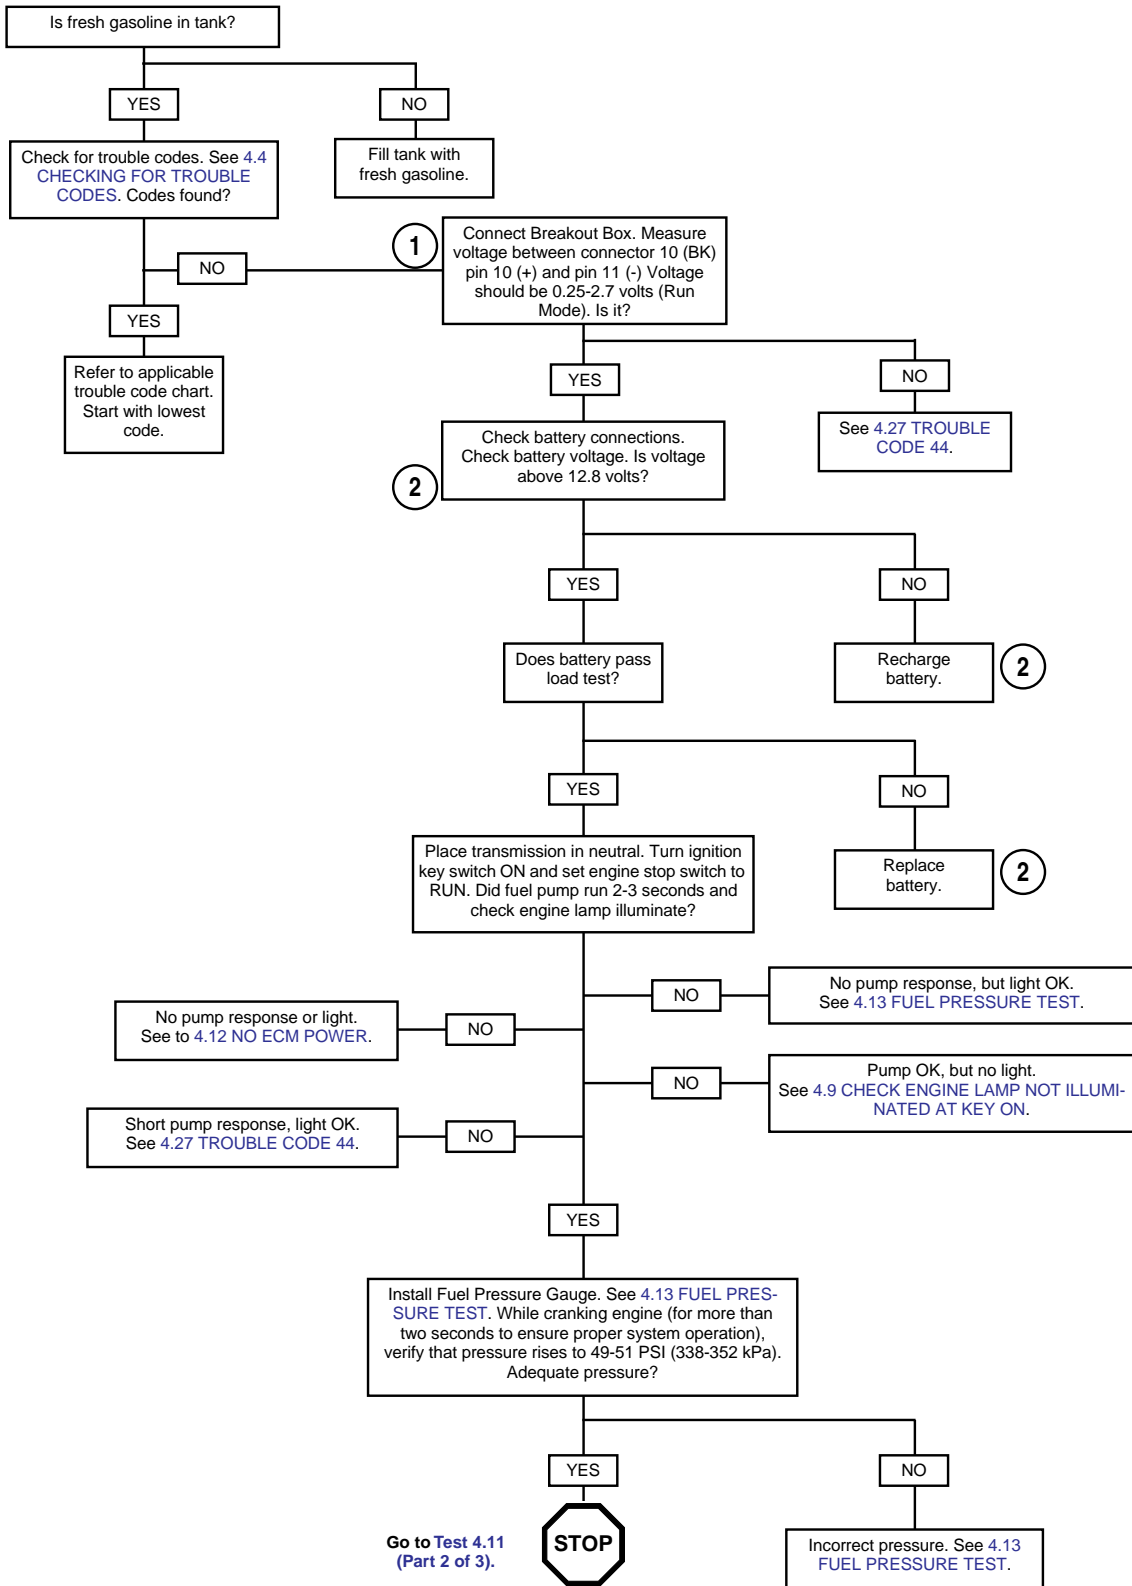 Is fresh gasoline in tank?
YES
NO
Check for trouble codes. See 4.4
CHECKING FOR TROUBLE
CODES. Codes found?
Fill tank with
fresh gasoline.
NO
1
Connect Breakout Box. Measure
voltage between connector 10 (BK)
pin 10 (+) and pin 11 (-) Voltage
should be 0.25-2.7 volts (Run
Mode). Is it?
YES
Refer to applicable
trouble code chart.
Start with lowest
code.
YES
NO
See 4.27 TROUBLE
CODE 44.
2
Check battery connections.
Check battery voltage. Is voltage
above 12.8 volts?
YES
NO
Does battery pass
load test?
Recharge
battery.
2
YES
NO
Place transmission in neutral. Turn ignition
key switch ON and set engine stop switch to
RUN. Did fuel pump run 2-3 seconds and
check engine lamp illuminate?
Replace
battery.
2
NO
No pump response, but light OK.
See 4.13 FUEL PRESSURE TEST.
No pump response or light.
See to 4.12 NO ECM POWER.
NO
NO
Pump OK, but no light.
See 4.9 CHECK ENGINE LAMP NOT ILLUMI-
NATED AT KEY ON.
Short pump response, light OK.
See 4.27 TROUBLE CODE 44.
NO
YES
Install Fuel Pressure Gauge. See 4.13 FUEL PRES-
SURE TEST. While cranking engine (for more than
two seconds to ensure proper system operation),
verify that pressure rises to 49-51 PSI (338-352 kPa).
Adequate pressure?
YES
NO
Go to Test 4.11
(Part 2 of 3).
STOP
Incorrect pressure. See 4.13
FUEL PRESSURE TEST.